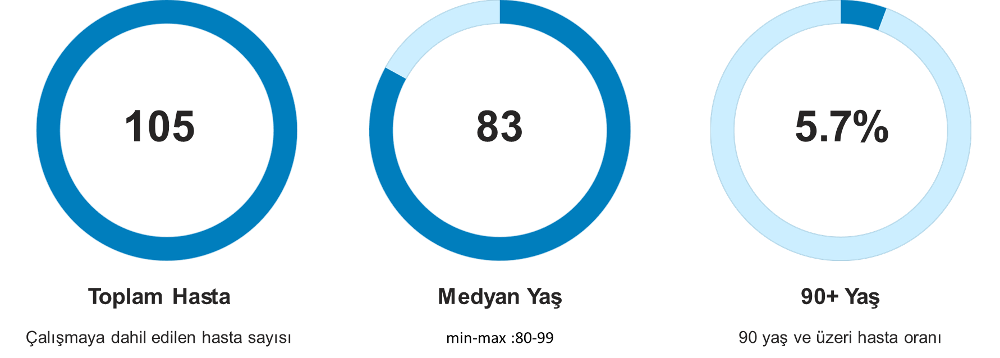 105
83
5.7%
Toplam Hasta
Medyan Yaş
90+ Yaş
Çalışmaya dahil edilen hasta sayısı
min-max :80-99
90 yaş ve üzeri hasta oranı